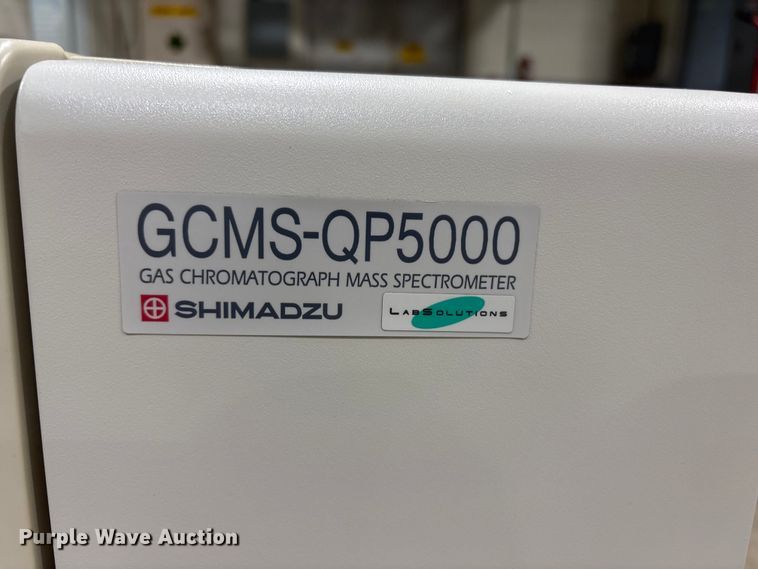 GCMS-QP5000
GAS CHROMATOGRAPH MASS SPECTROMETER
SHIMADZU
LABSOLUTIONS
Purple Wave Auction